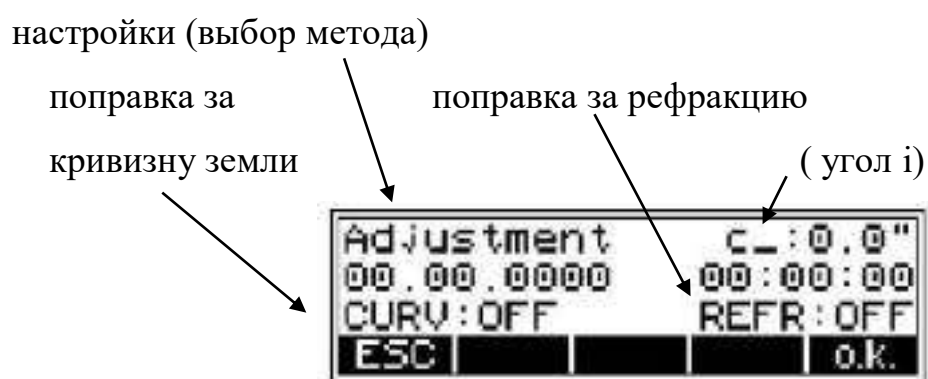 настройки (выбор метода)
поправка за поправка за рефракцию
кривизну земли ( угол i)
Adjustment c_:0.0"
00.00.0000 00:00:00
CURV:OFF REFR:OFF
ESC o.k.